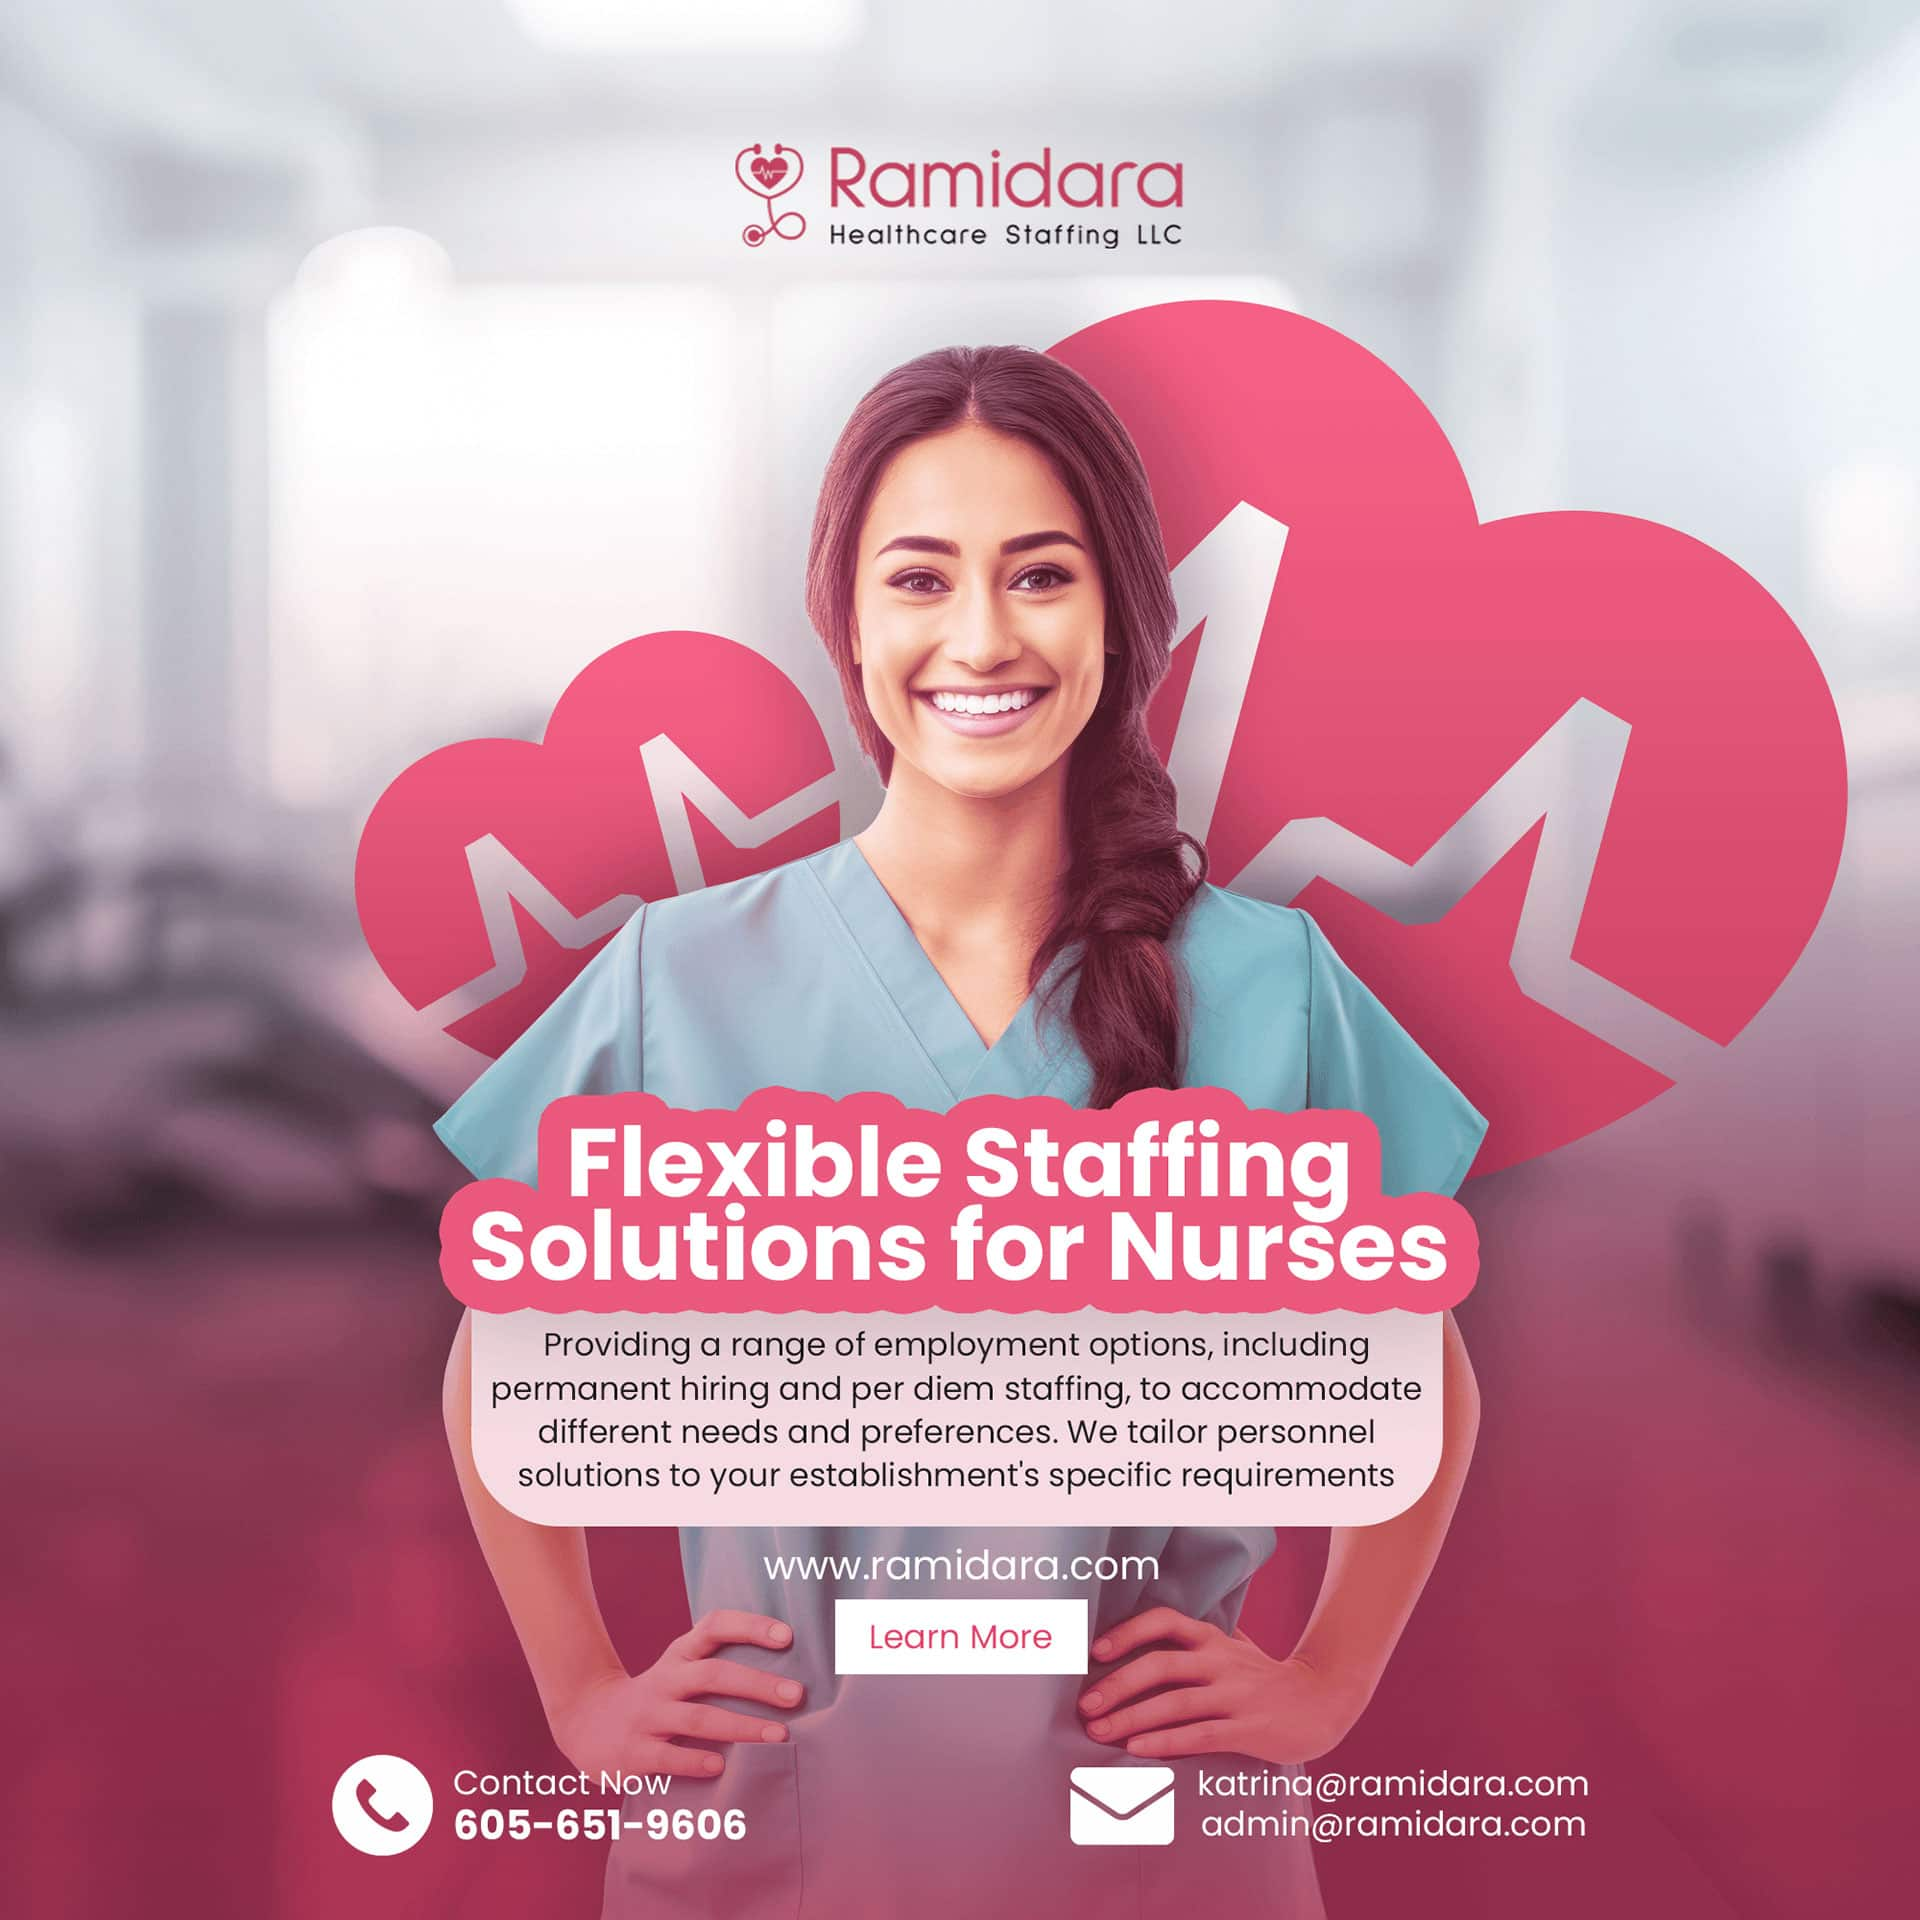 Ramidara
Healthcare Staffing LLC
Flexible Staffing
Solutions for Nurses
Providing a range of employment options, including
permanent hiring and per diem staffing, to accommodate
different needs and preferences. We tailor personnel
solutions to your establishment's specific requirements
www.ramidara.com
Learn More
Contact Now
605-651-9606
katrina@ramidara.com
admin@ramidara.com